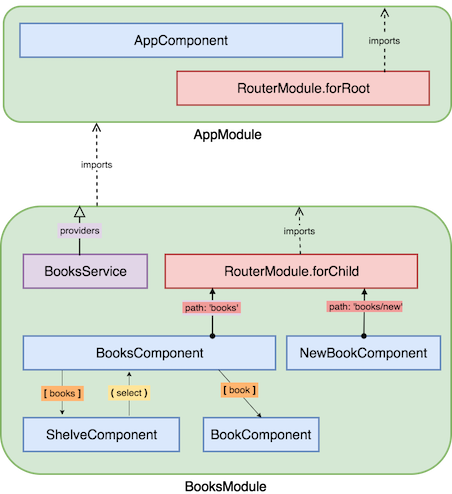 AppComponent
imports
RouterModule.forRoot
AppModule
imports
providers
imports
BooksService
RouterModule.forChild
path: 'books'
path: 'books/new'
BooksComponent
NewBookComponent
[ books ]
( select )
[ book ]
ShelveComponent
BookComponent
BooksModule